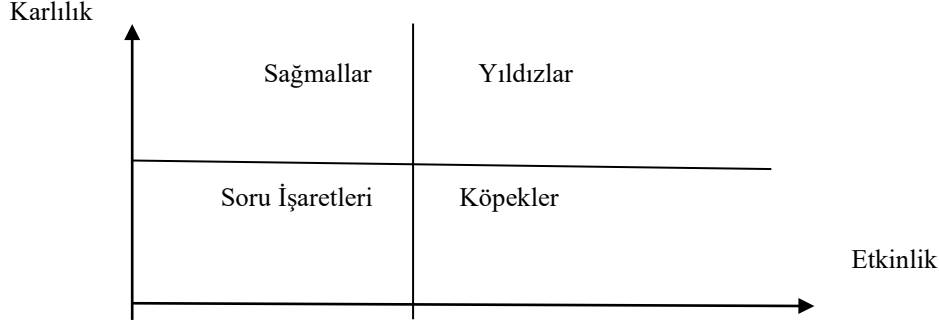 Karlılık
Sağmallar
Yıldızlar
Soru İşaretleri
Köpekler
Etkinlik